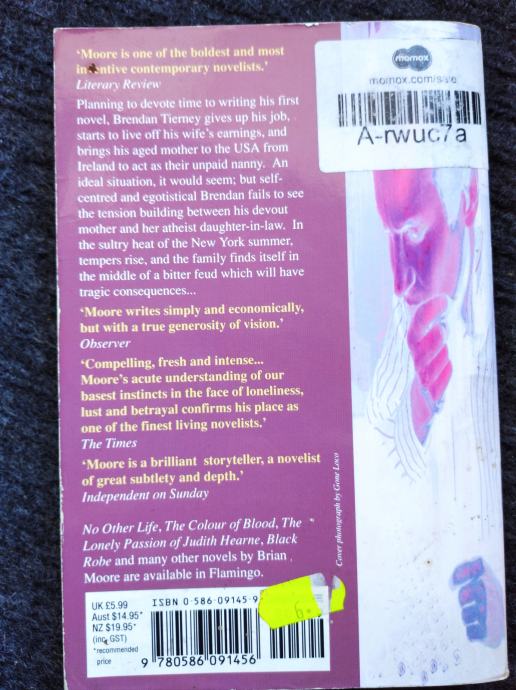 ‘Moore is one of the boldest and most
inventive contemporary novelists.’
Literary Review
Planning to devote time to writing his first
novel, Brendan Tierney gives up his job,
starts to live off his wife’s earnings, and
brings his aged mother to the USA from
Ireland to act as their unpaid nanny. An
ideal situation, it would seem; but self-
centred and egotistical Brendan fails to see
the tension building between his devout
mother and her atheist daughter-in-law. In
the sultry heat of the New York summer,
tempers rise, and the family finds itself in
the middle of a bitter feud which will have
tragic consequences...
‘Moore writes simply and economically,
but with a true generosity of vision.’
Observer
‘Compelling, fresh and intense...
Moore’s acute understanding of our
basest instincts in the face of loneliness,
lust and betrayal confirms his place as
one of the finest living novelists.’
The Times
‘Moore is a brilliant storyteller, a novelist
of great subtlety and depth.’
Independent on Sunday
No Other Life, The Colour of Blood, The
Lonely Passion of Judith Hearne, Black
Robe and many other novels by Brian
Moore are available in Flamingo.
UK £5.99
Aust $14.95*
NZ $19.95*
(inc. GST)
*recommended
price
ISBN 0-586-09145-9
9 780586 091456
Cover photograph by Gone Loco
momox
A-rwuc7a